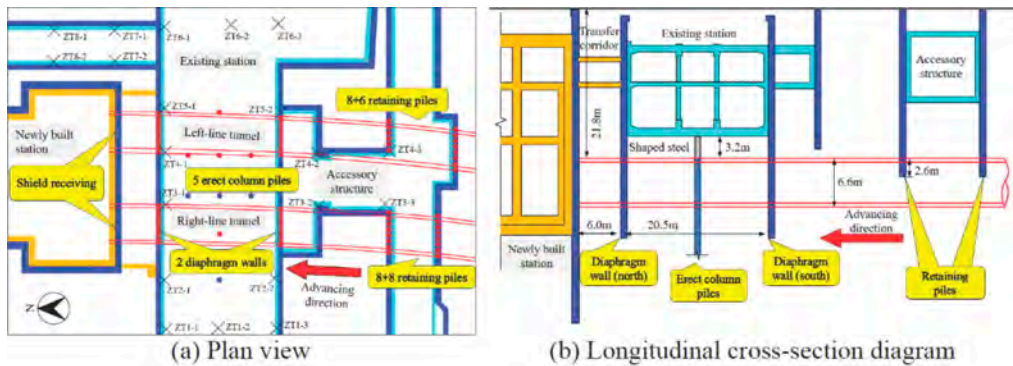 ZT8-1
ZT7-1
ZT6-1
ZT6-2
ZT6-3
ZT8-2
ZT7-2
Existing station
ZT5-1
ZT5-2
8+6 retaining piles
Newly built
station
Left-line tunnel
Shield receiving
ZT4-1
ZT4-2
ZT4-3
5 erect column piles
Accessory
structure
ZT3-1
ZT3-2
ZT3-3
Right-line tunnel
2 diaphragm walls
8+8 retaining piles
ZT2-1
ZT2-2
Advancing
direction
N
ZT1-1
ZT1-2
ZT1-3
(a) Plan view
Transfer
corridor
Existing station
Accessory
structure
21.8m
Shaped steel
3.2m
2.6m
6.6m
6.0m
20.5m
Advancing
direction
Newly built
station
Diaphragm
wall (north)
Erect column
piles
Diaphragm
wall (south)
Retaining
piles
(b) Longitudinal cross-section diagram